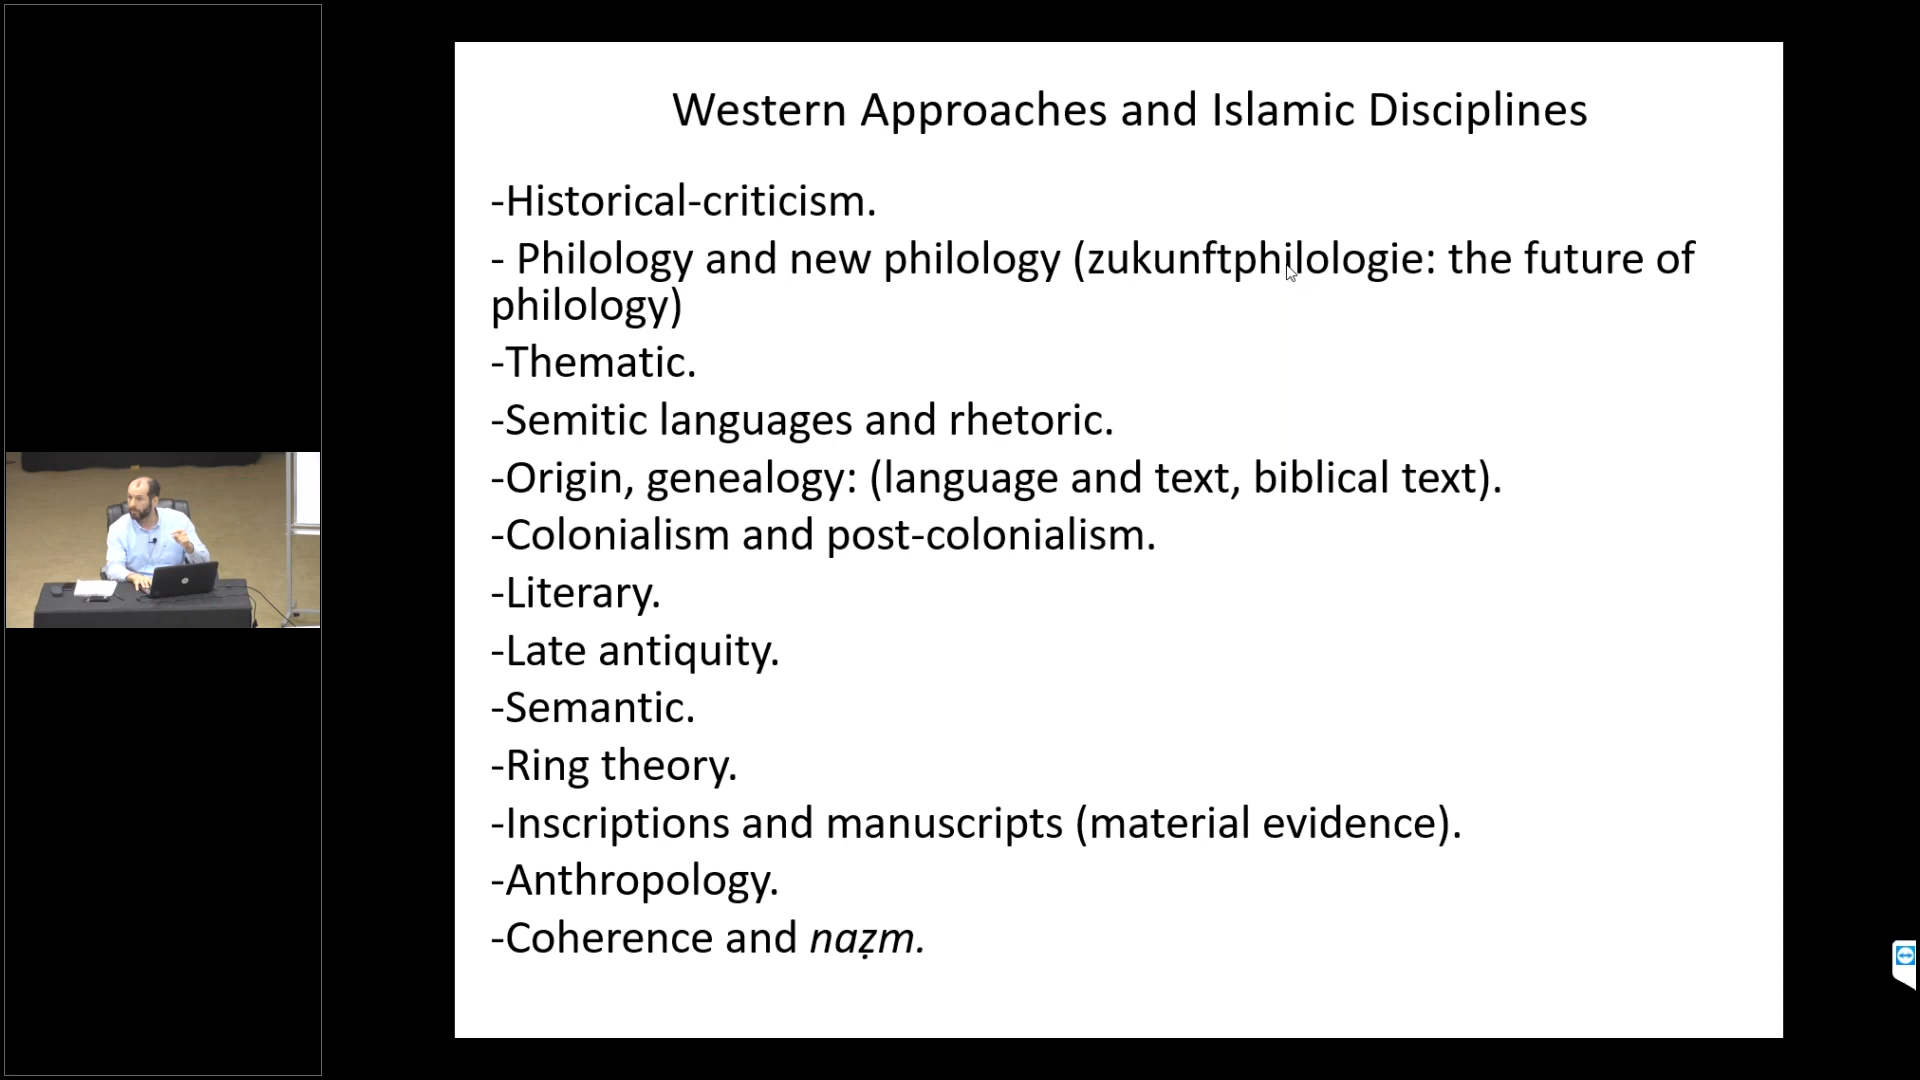 Western Approaches and Islamic Disciplines
-Historical-criticism.
- Philology and new philology (zukunftphilologie: the future of
philology)
-Thematic.
-Semitic languages and rhetoric.
-Origin, genealogy: (language and text, biblical text).
-Colonialism and post-colonialism.
-Literary.
-Late antiquity.
-Semantic.
-Ring theory.
-Inscriptions and manuscripts (material evidence).
-Anthropology.
-Coherence and naẓm.